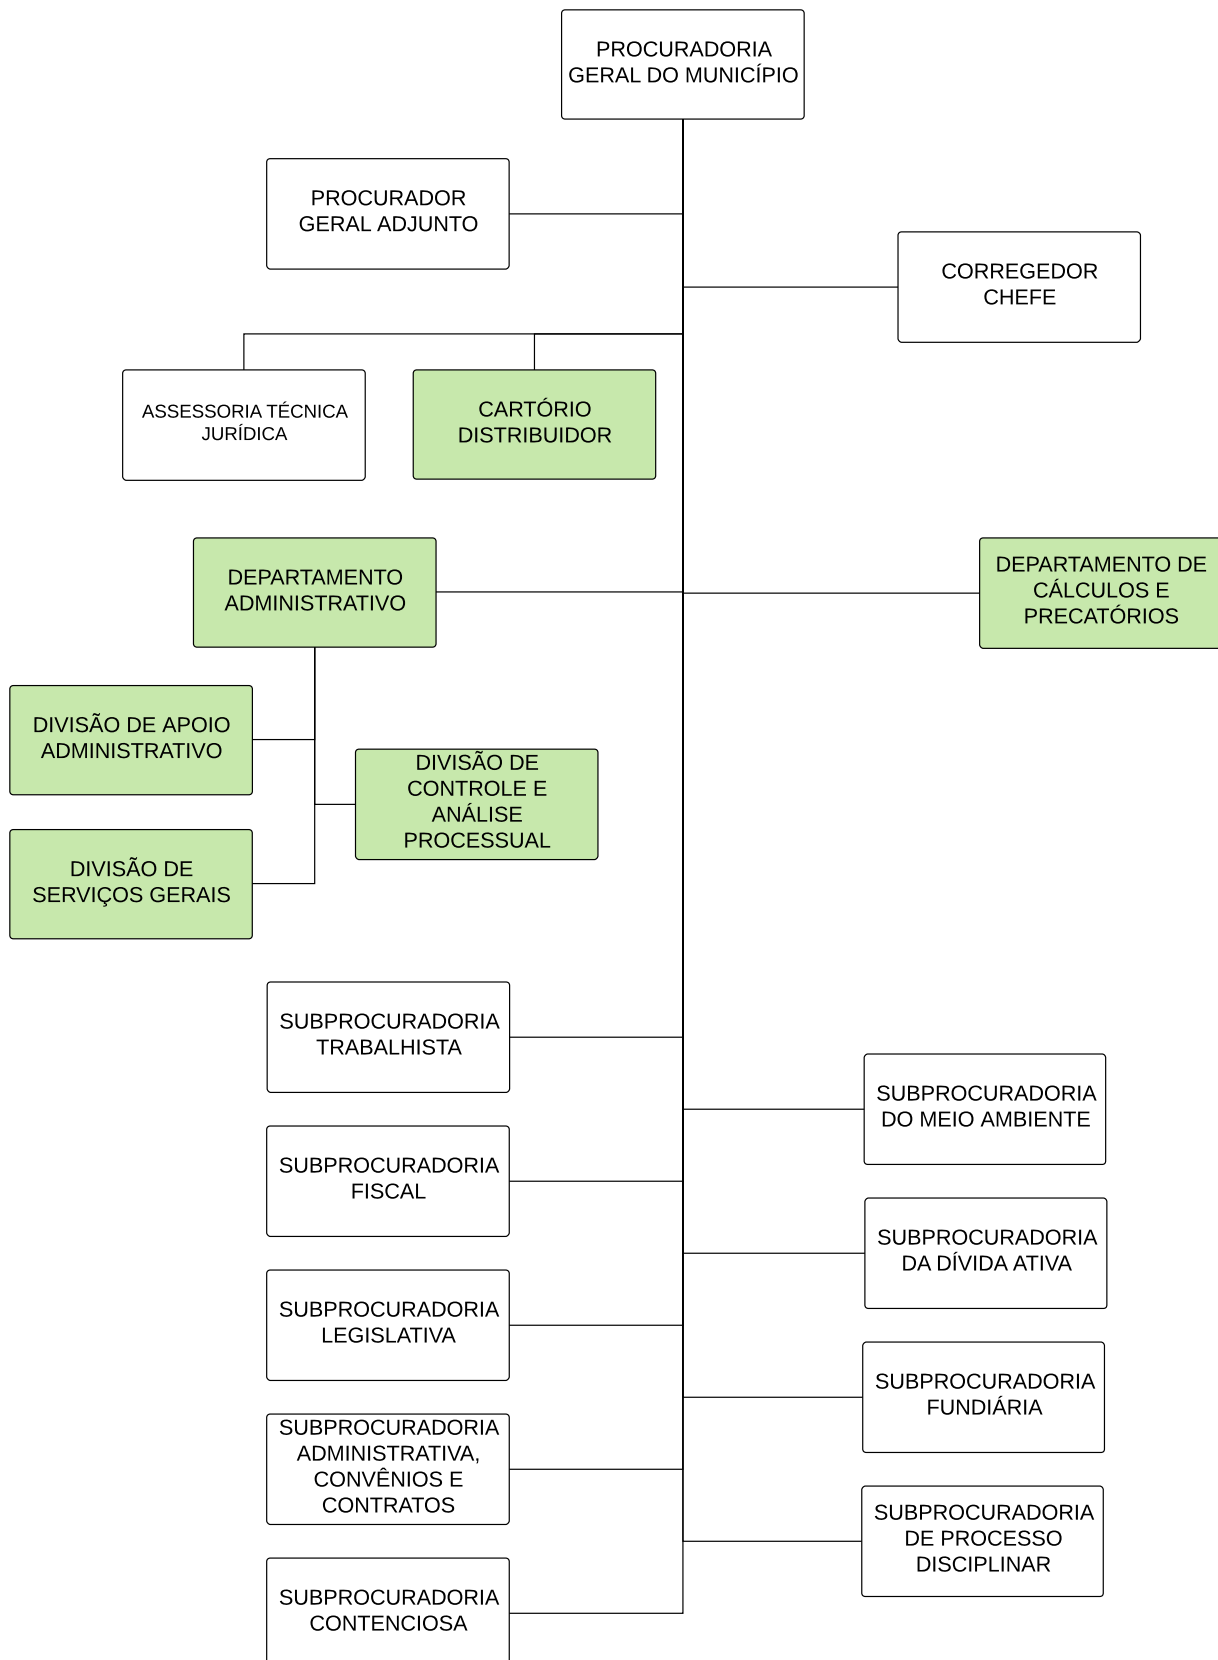 PROCURADORIA
GERAL DO MUNICÍPIO
PROCURADOR
GERAL ADJUNTO
CORREGEDOR
CHEFE
ASSESSORIA TÉCNICA
JURÍDICA
CARTÓRIO
DISTRIBUIDOR
DEPARTAMENTO
ADMINISTRATIVO
DEPARTAMENTO DE
CÁLCULOS E
PRECATÓRIOS
DIVISÃO DE APOIO
ADMINISTRATIVO
DIVISÃO DE
CONTROLE E
ANÁLISE
PROCESSUAL
DIVISÃO DE
SERVIÇOS GERAIS
SUBPROCURADORIA
TRABALHISTA
SUBPROCURADORIA
DO MEIO AMBIENTE
SUBPROCURADORIA
FISCAL
SUBPROCURADORIA
DA DÍVIDA ATIVA
SUBPROCURADORIA
LEGISLATIVA
SUBPROCURADORIA
FUNDIÁRIA
SUBPROCURADORIA
ADMINISTRATIVA,
CONVÊNIOS E
CONTRATOS
SUBPROCURADORIA
DE PROCESSO
DISCIPLINAR
SUBPROCURADORIA
CONTENCIOSA